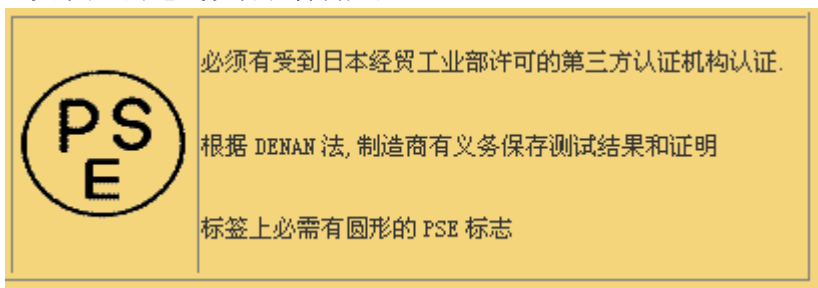 必须有受到日本经贸工业部许可的第三方认证机构认证.
PS
E
根据 DENAN 法, 制造商有义务保存测试结果和证明
标签上必需有圆形的 PSE 标志